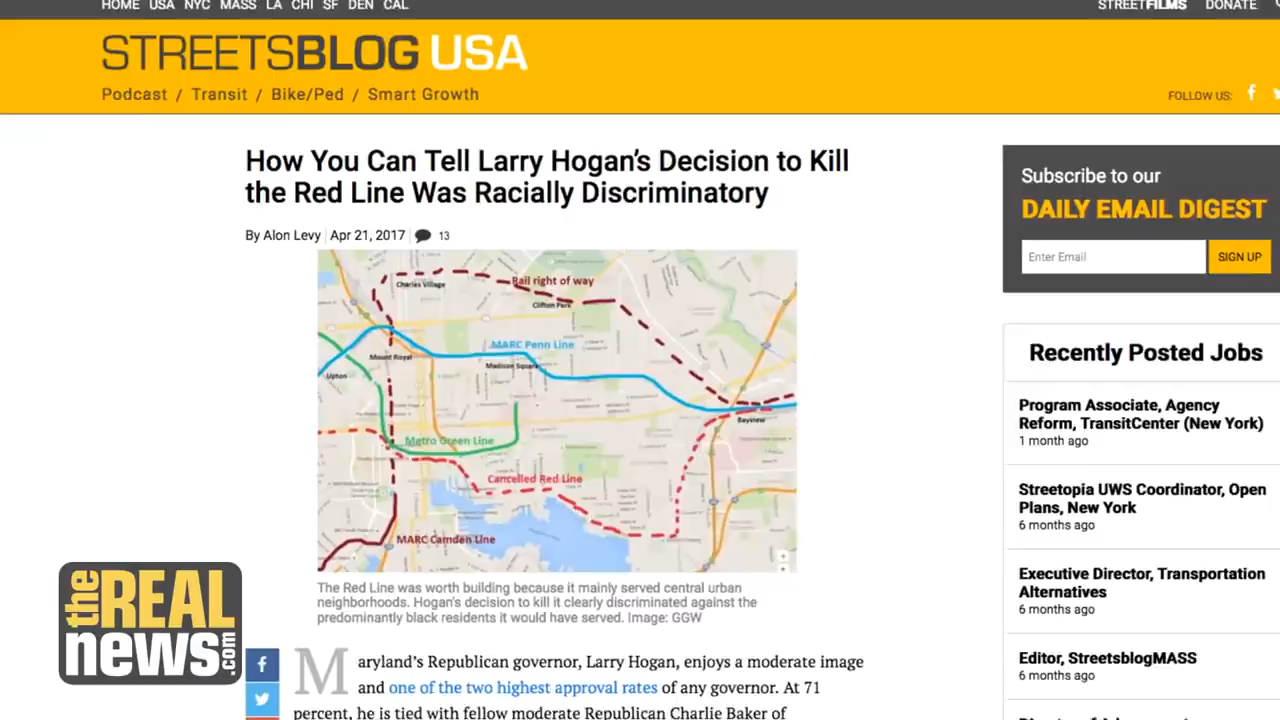 HOME USA NYC MASS LA CHI SF DEN CAL
STREETFILMS DONATE
STREETSBLOG USA
Podcast / Transit / Bike/Ped / Smart Growth
FOLLOW US:
How You Can Tell Larry Hogan's Decision to Kill
the Red Line Was Racially Discriminatory
By Alon Levy | Apr 21, 2017 | 13
Charles Village
Rail right of way
Clifton Park
MARC Penn Line
Mount Royal
Madison Square
Upton
Bayview
Metro Green Line
Cancelled Red Line
MARC Camden Line
The Red Line was worth building because it mainly served central urban
neighborhoods. Hogan's decision to kill it clearly discriminated against the
predominantly black residents it would have served. Image: GGW
Maryland's Republican governor, Larry Hogan, enjoys a moderate image
and one of the two highest approval rates of any governor. At 71
percent, he is tied with fellow moderate Republican Charlie Baker of
Subscribe to our
DAILY EMAIL DIGEST
Enter Email
SIGN UP
Recently Posted Jobs
Program Associate, Agency
Reform, TransitCenter (New York)
1 month ago
Streetopia UWS Coordinator, Open
Plans, New York
6 months ago
Executive Director, Transportation
Alternatives
6 months ago
Editor, StreetsblogMASS
6 months ago
the REAL
news.com